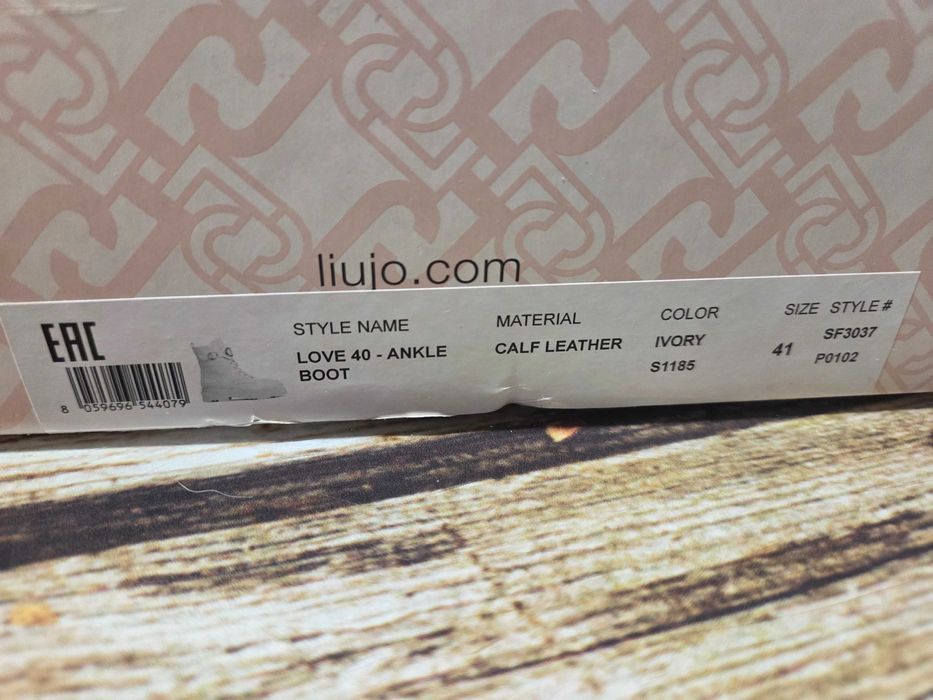 liujo.com
EAC
8 059696 544079
STYLE NAME
LOVE 40 - ANKLE
BOOT
MATERIAL
CALF LEATHER
COLOR
IVORY
S1185
SIZE
41
STYLE #
SF3037
P0102